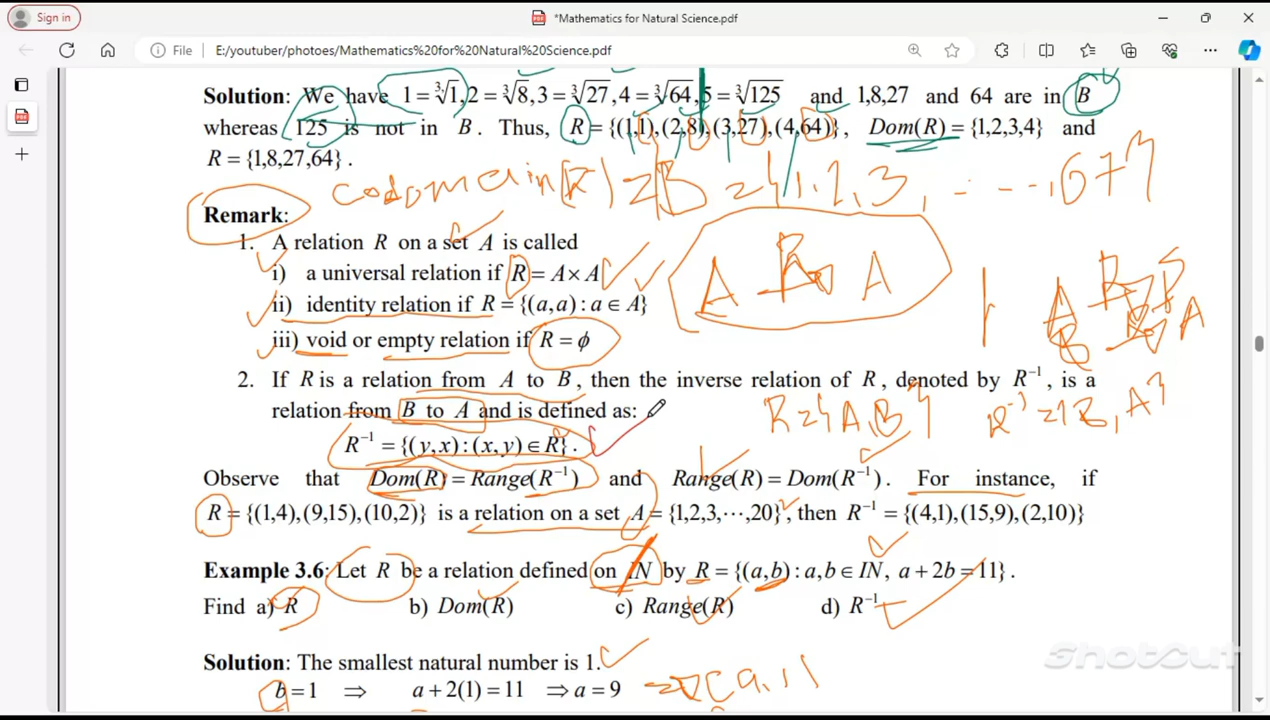 Sign in
*Mathematics for Natural Science.pdf
File E:/youtuber/photoes/Mathematics%20for%20Natural%20Science.pdf
Solution: We have 1 = ∛1, 2 = ∛8, 3 = ∛27, 4 = ∛64, 5 = ∛125 and 1,8,27 and 64 are in B
whereas 125 is not in B. Thus, R = {(1,1),(2,8),(3,27),(4,64)}, Dom(R) = {1,2,3,4} and
R = {1,8,27,64}.
codomain(R) = B = {1,2,3, ......,67}
Remark:
1. A relation R on a set A is called
i) a universal relation if R = A × A
A R A
ii) identity relation if R = {(a,a) : a ∈ A}
iii) void or empty relation if R = ϕ
2. If R is a relation from A to B, then the inverse relation of R, denoted by R⁻¹, is a
relation from B to A and is defined as:
R = {A, B}
R⁻¹ = {B, A}
R⁻¹ = {(y,x) : (x,y) ∈ R}.
Observe that Dom(R) = Range(R⁻¹) and Range(R) = Dom(R⁻¹). For instance, if
R = {(1,4),(9,15),(10,2)} is a relation on a set A = {1,2,3,⋯,20}, then R⁻¹ = {(4,1),(15,9),(2,10)}
Example 3.6: Let R be a relation defined on IN by R = {(a,b) : a,b ∈ IN, a + 2b = 11}.
Find a) R b) Dom(R) c) Range(R) d) R⁻¹
Solution: The smallest natural number is 1.
b = 1 ⇒ a + 2(1) = 11 ⇒ a = 9
shotcut